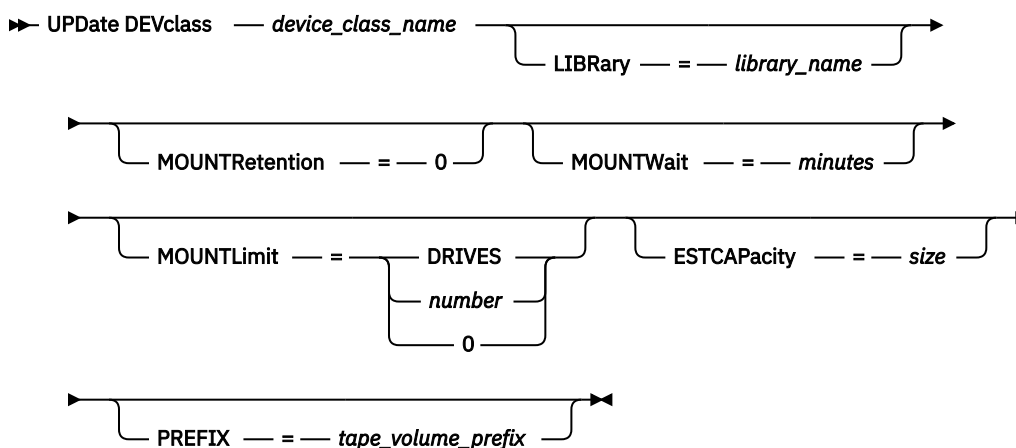 UPDate DEVclass device_class_name
LIBRary = library_name
MOUNTRetention = 0 MOUNTWait = minutes
MOUNTLimit = DRIVES ESTCAPacity = size
number
0
PREFIX = tape_volume_prefix